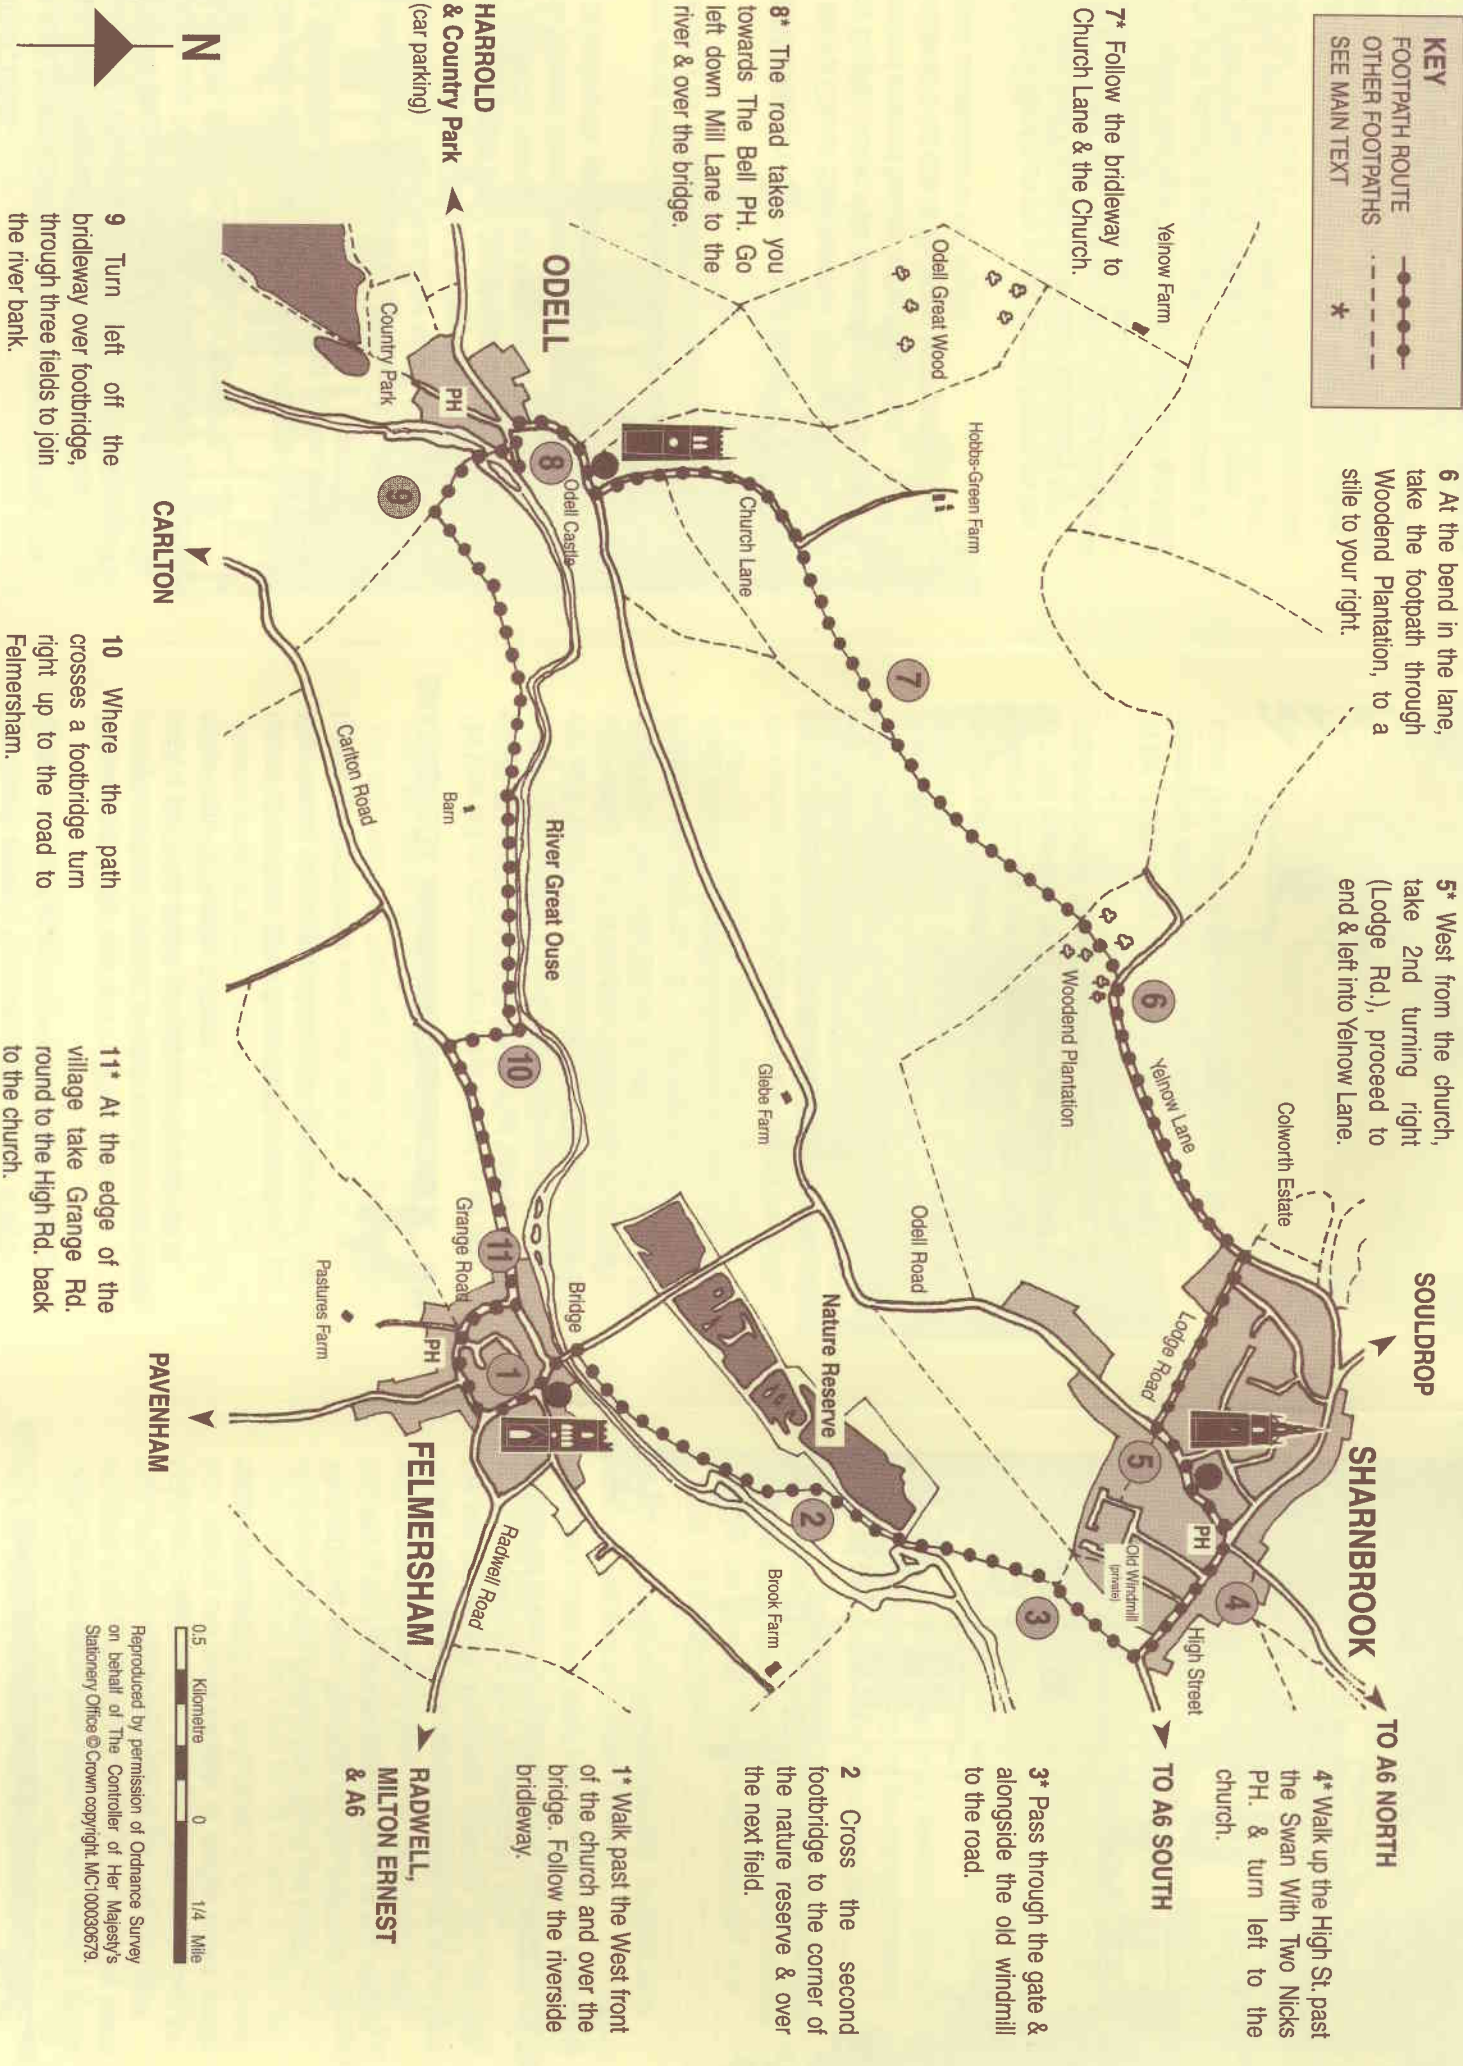 KEY
FOOTPATH ROUTE
OTHER FOOTPATHS
SEE MAIN TEXT *
6 At the bend in the lane,
take the footpath through
Woodend Plantation, to a
stile to your right.
5* West from the church,
take 2nd turning right
(Lodge Rd.), proceed to
end & left into Yelnow Lane.
SOULDROP
TO A6 NORTH
4* Walk up the High St. past
the Swan With Two Nicks
PH. & turn left to the
church.
7* Follow the bridleway to
Church Lane & the Church.
Yelnow Farm
Colworth Estate
SHARNBROOK
Odell Great Wood
Hobbs-Green Farm
Woodend Plantation
6
Yelnow Lane
Lodge Road
5
PH
4
Old Windmill
(private)
High Street
TO A6 SOUTH
3
3* Pass through the gate &
alongside the old windmill
to the road.
8* The road takes you
towards The Bell PH. Go
left down Mill Lane to the
river & over the bridge.
Church Lane
7
Glebe Farm
Odell Road
Nature Reserve
2
Brook Farm
2 Cross the second
footbridge to the corner of
the nature reserve & over
the next field.
ODELL
8
Odell Castle
River Great Ouse
Bridge
1* Walk past the West front
of the church and over the
bridge. Follow the riverside
bridleway.
HARROLD
& Country Park
(car parking)
Country Park
PH
9
Barn
10
11
Grange Road
1
PH
FELMERSHAM
Radwell Road
RADWELL,
MILTON ERNEST
& A6
Carlton Road
Pastures Farm
N
CARLTON
PAVENHAM
9 Turn left off the
bridleway over footbridge,
through three fields to join
the river bank.
10 Where the path
crosses a footbridge turn
right up to the road to
Felmersham.
11* At the edge of the
village take Grange Rd.
round to the High Rd. back
to the church.
0.5 Kilometre 0 1/4 Mile
Reproduced by permission of Ordnance Survey
on behalf of The Controller of Her Majesty's
Stationery Office © Crown copyright. MC100030679.